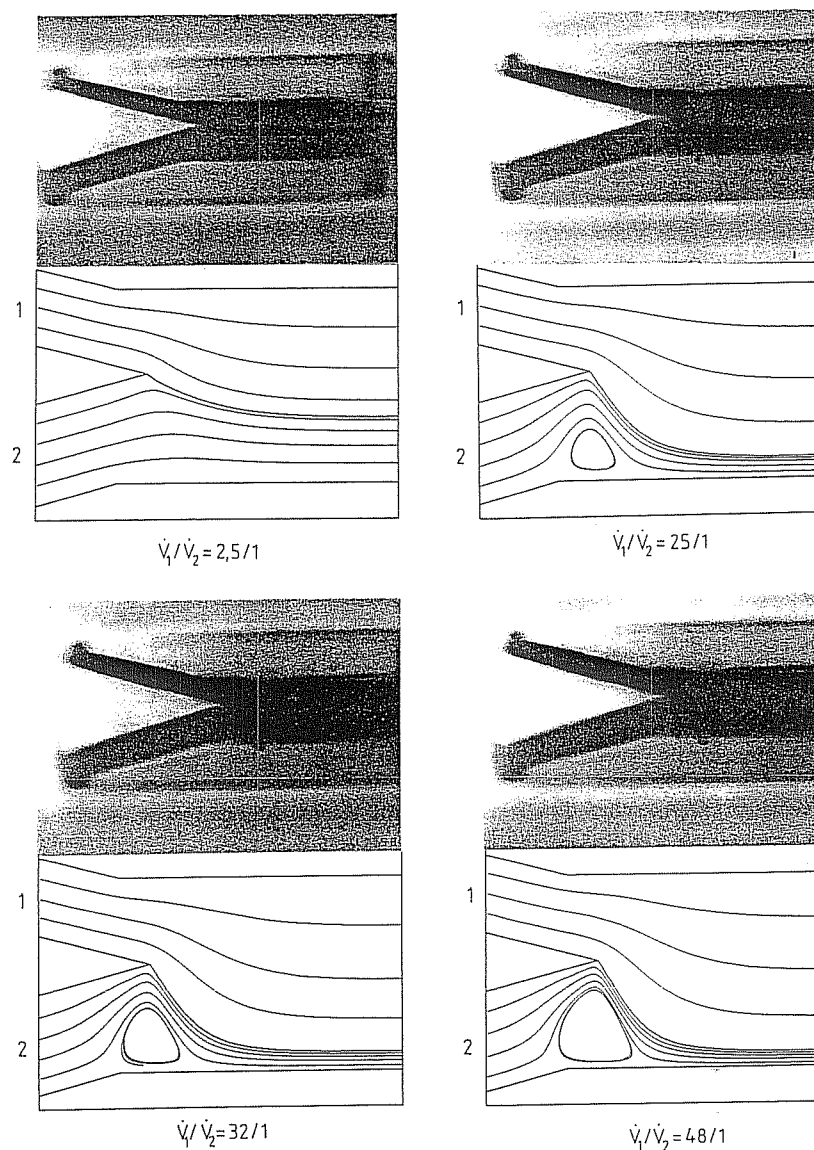 1
1
2
2
V̇₁/V̇₂ = 2,5/1
V̇₁/V̇₂ = 25/1
1
1
2
2
V̇₁/V̇₂ = 32/1
V̇₁/V̇₂ = 48/1